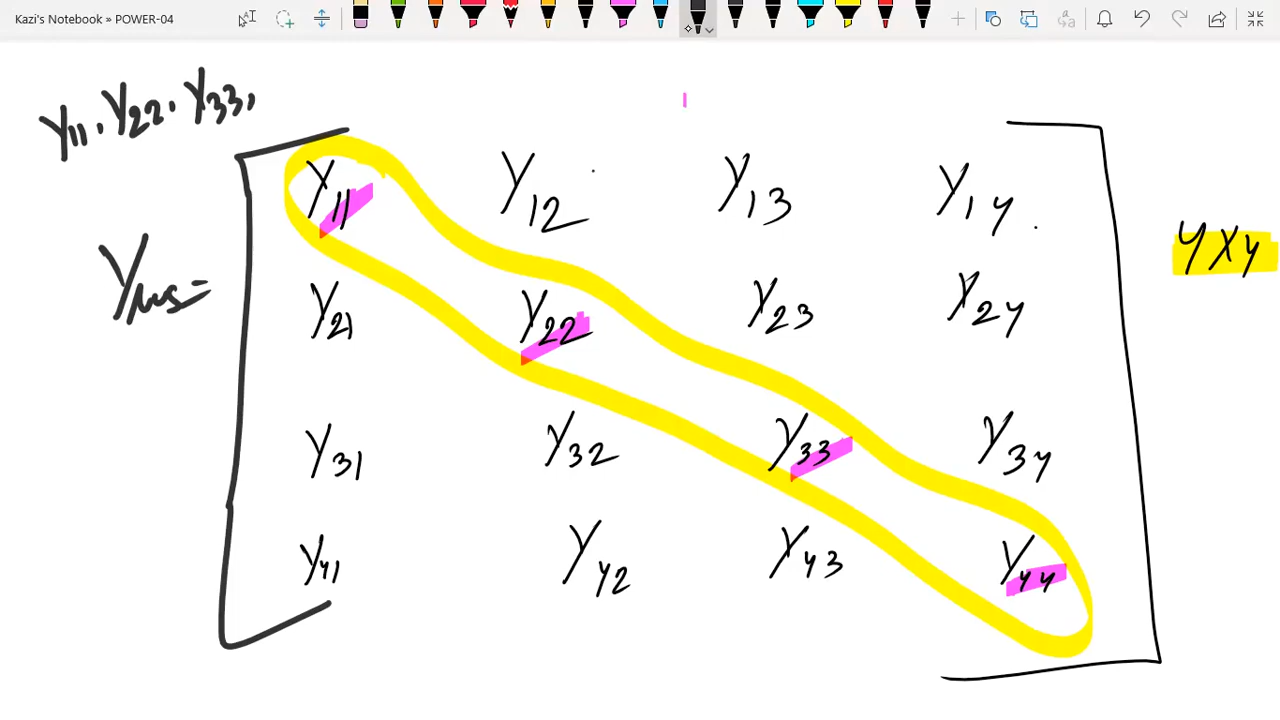 Kazi's Notebook » POWER-04
Y11, Y22, Y33,
Y11 Y12 Y13 Y14
Y21 Y22 Y23 Y24
Y31 Y32 Y33 Y34
Y41 Y42 Y43 Y44
4X4